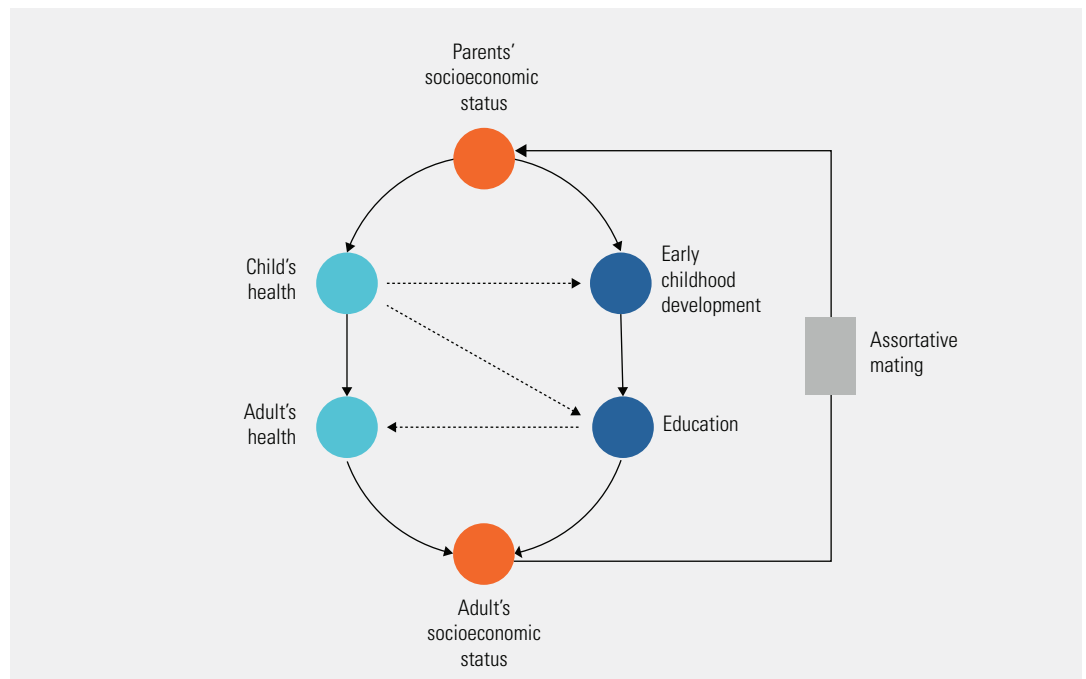 Parents'
socioeconomic
status
Child's
health
Early
childhood
development
Assortative
mating
Adult's
health
Education
Adult's
socioeconomic
status